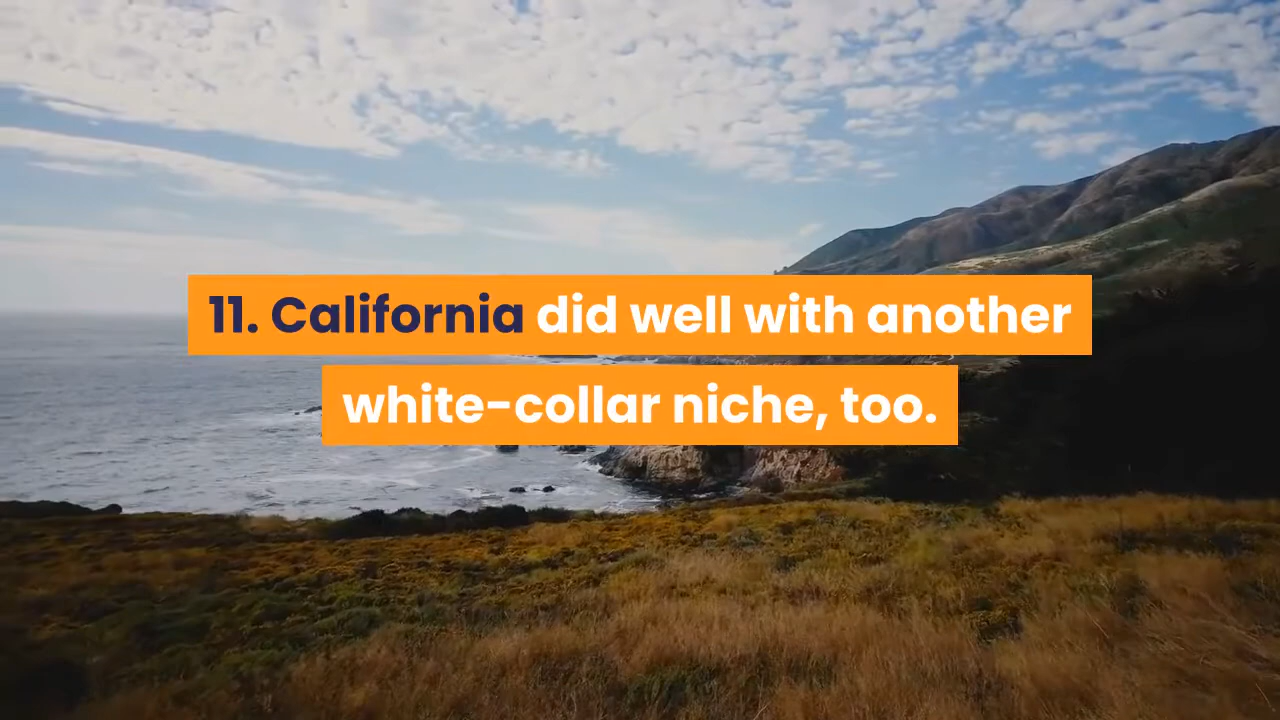 11. California did well with another
white-collar niche, too.